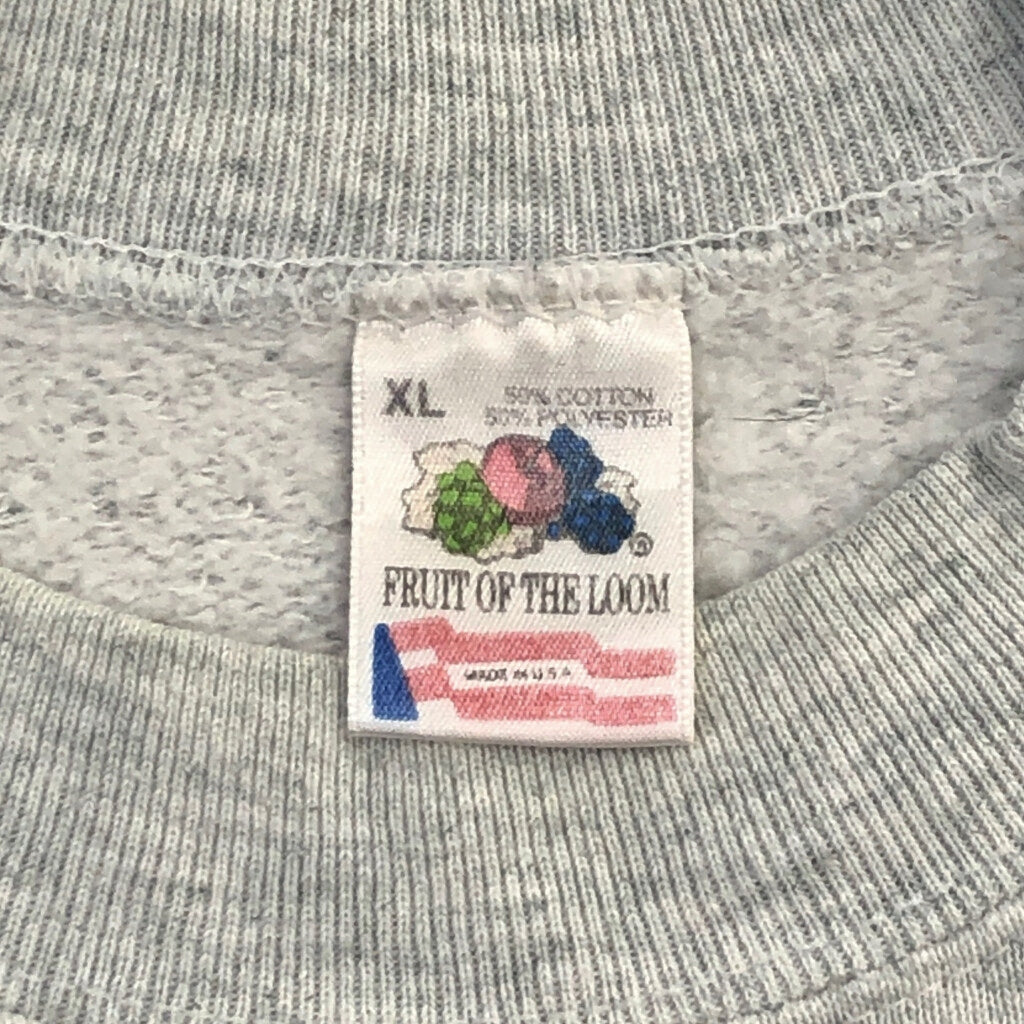 XL
50% COTTON
50% POLYESTER
®
FRUIT OF THE LOOM
MADE IN U.S.A.